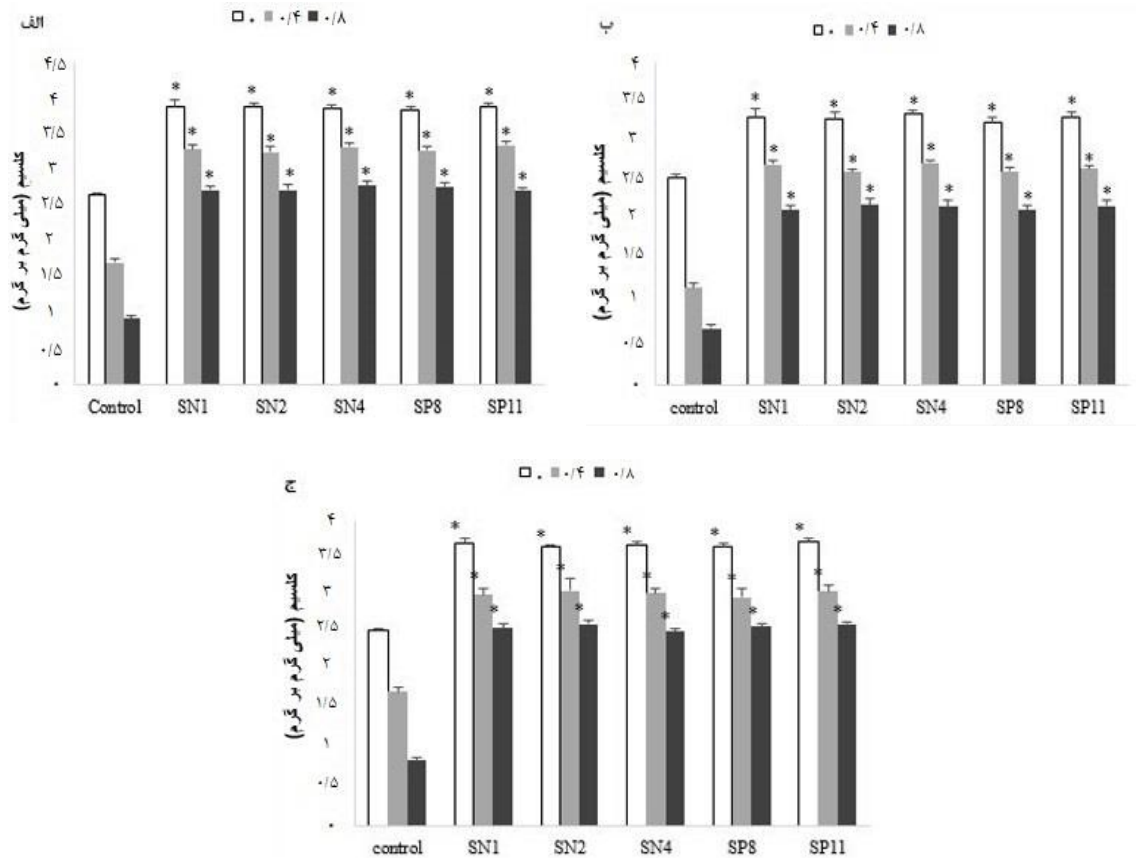 الف
۰ ۰/۴ ۰/۸
کلسیم (میلی گرم بر گرم)
۴/۵
۴
۳/۵
۳
۲/۵
۲
۱/۵
۱
۰/۵
۰
* * * * * * * * * * * * * * *
Control SN1 SN2 SN4 SP8 SP11
ب
۰ ۰/۴ ۰/۸
کلسیم (میلی گرم بر گرم)
۴
۳/۵
۳
۲/۵
۲
۱/۵
۱
۰/۵
۰
* * * * * * * * * * * * * * *
control SN1 SN2 SN4 SP8 SP11
ج
۰ ۰/۴ ۰/۸
کلسیم (میلی گرم بر گرم)
۴
۳/۵
۳
۲/۵
۲
۱/۵
۱
۰/۵
۰
* * * * * * * * * * * * * * *
control SN1 SN2 SN4 SP8 SP11